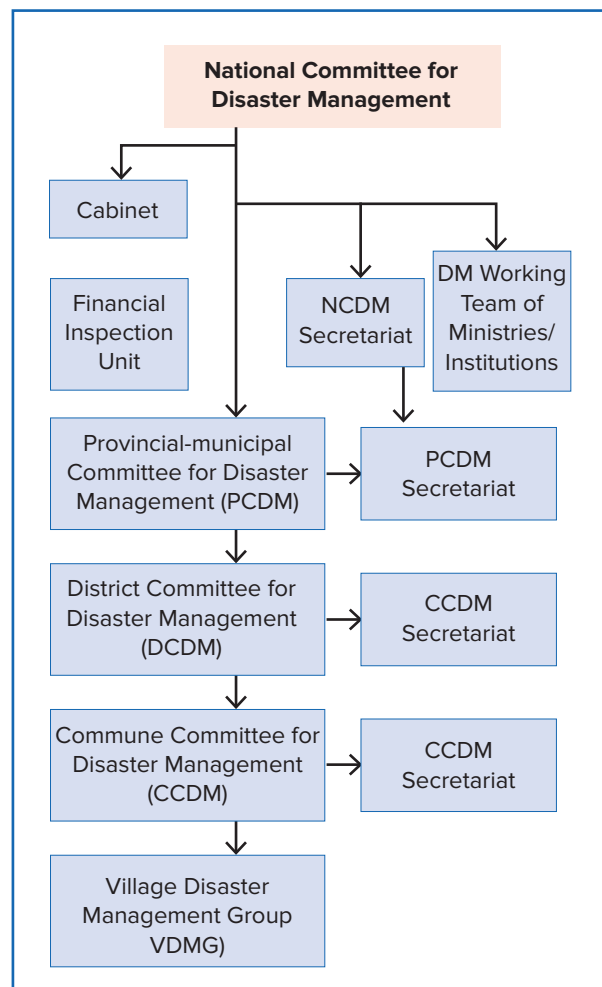 National Committee for
Disaster Management
Cabinet
Financial
Inspection
Unit
NCDM
Secretariat
DM Working
Team of
Ministries/
Institutions
Provincial-municipal
Committee for Disaster
Management (PCDM)
PCDM
Secretariat
District Committee for
Disaster Management
(DCDM)
CCDM
Secretariat
Commune Committee for
Disaster Management
(CCDM)
CCDM
Secretariat
Village Disaster
Management Group
VDMG)